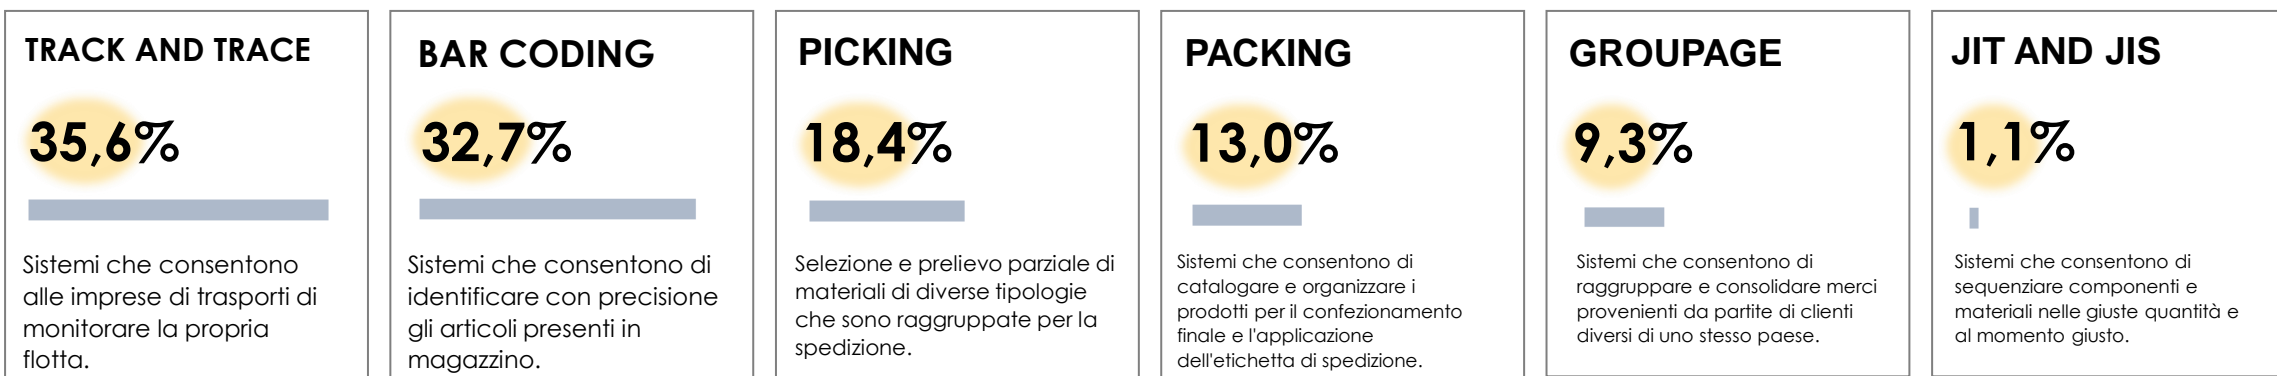 TRACK AND TRACE
35,6%
Sistemi che consentono
alle imprese di trasporti di
monitorare la propria
flotta.
BAR CODING
32,7%
Sistemi che consentono di
identificare con precisione
gli articoli presenti in
magazzino.
PICKING
18,4%
Selezione e prelievo parziale di
materiali di diverse tipologie
che sono raggruppate per la
spedizione.
PACKING
13,0%
Sistemi che consentono di
catalogare e organizzare i
prodotti per il confezionamento
finale e l'applicazione
dell'etichetta di spedizione.
GROUPAGE
9,3%
Sistemi che consentono di
raggruppare e consolidare merci
provenienti da partite di clienti
diversi di uno stesso paese.
JIT AND JIS
1,1%
Sistemi che consentono di
sequenziare componenti e
materiali nelle giuste quantità e
al momento giusto.